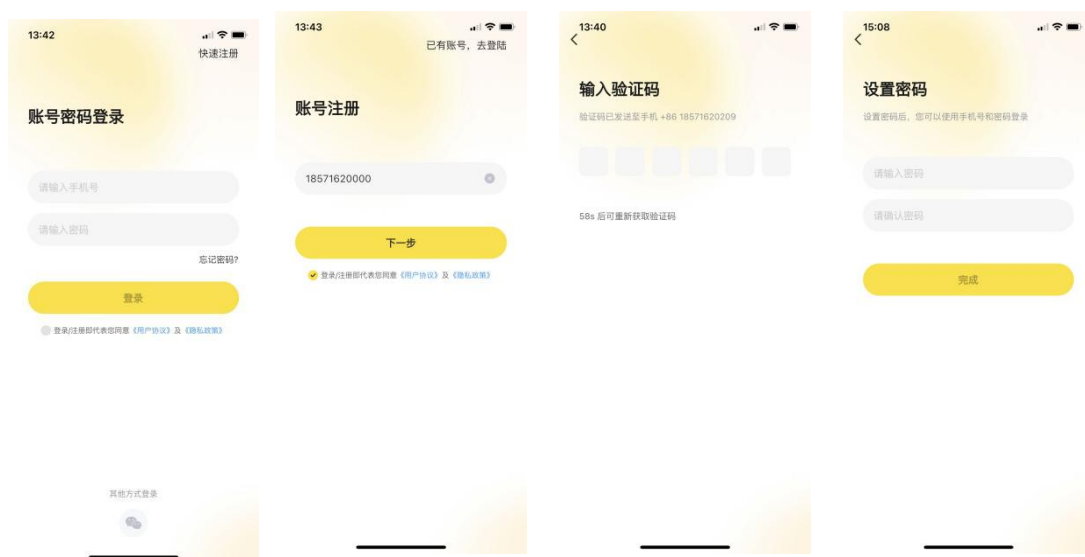 13:42
快速注册
账号密码登录
请输入手机号
请输入密码
忘记密码?
登录
登录/注册即代表您同意《用户协议》及《隐私政策》
其他方式登录
13:43
已有账号，去登陆
账号注册
18571620000
下一步
登录/注册即代表您同意《用户协议》及《隐私政策》
13:40
输入验证码
验证码已发送至手机 +86 18571620209
58s 后可重新获取验证码
15:08
设置密码
设置密码后，您可以使用手机号和密码登录
请输入密码
请确认密码
完成